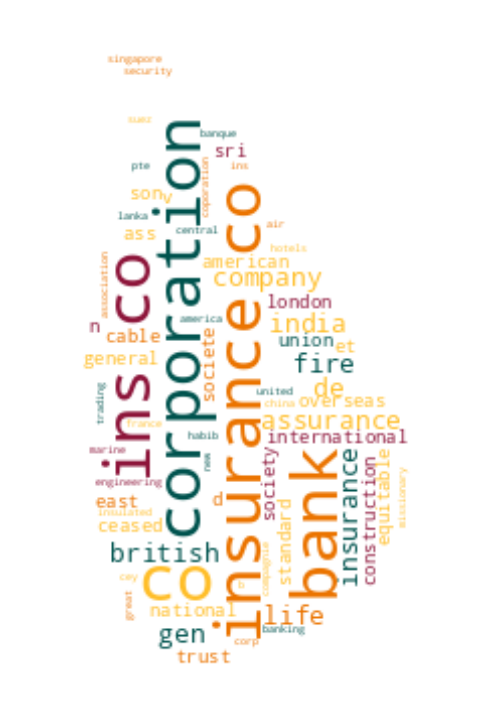 singapore
security
suez
banque
corporation
sri
pte
ins
coporation
son
v
insurance co
lanka
air
ass
central
hotels
american
ins co
association
company
london
america
india
n
cable
union
et
societe
general
fire
de
trading
united
china
overseas
france
assurance
habib
international
marine
new
society
bank
insurance
construction
equitable
missionary
engineering
east
d
standard
insulated
ceased
british
compagnie
cey
co
b
great
national
life
gen
banking
corp
trust